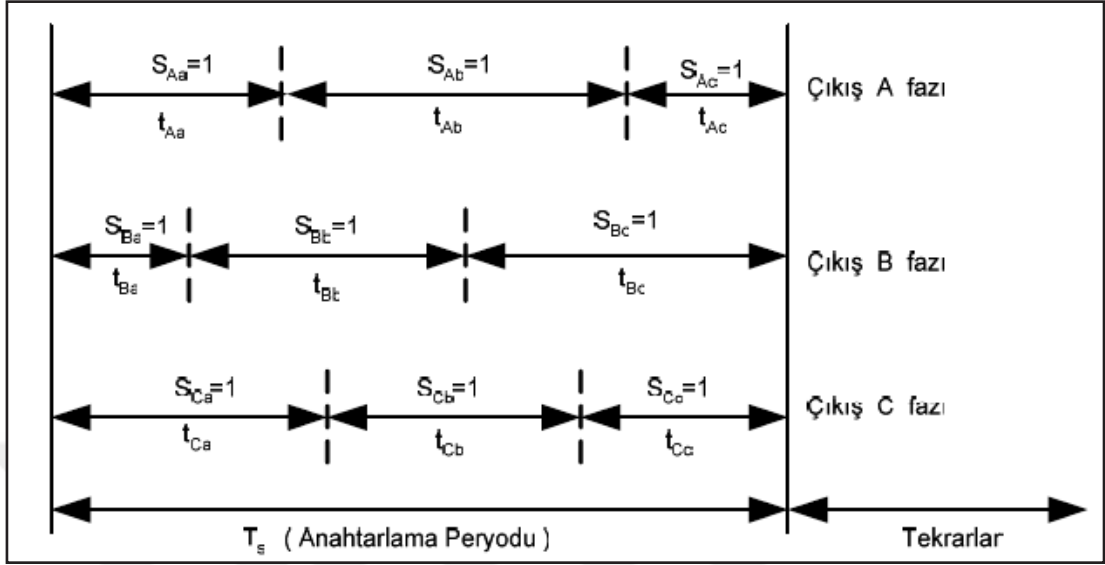 S_Aa=1 S_Ab=1 S_Ac=1 Çıkış A fazı
t_Aa t_Ab t_Ac
S_Ba=1 S_Bb=1 S_Bc=1
t_Ba t_Bb t_Bc Çıkış B fazı
S_Ca=1 S_Cb=1 S_Cc=1 Çıkış C fazı
t_Ca t_Cb t_Cc
T_s ( Anahtarlama Peryodu ) Tekrarlar